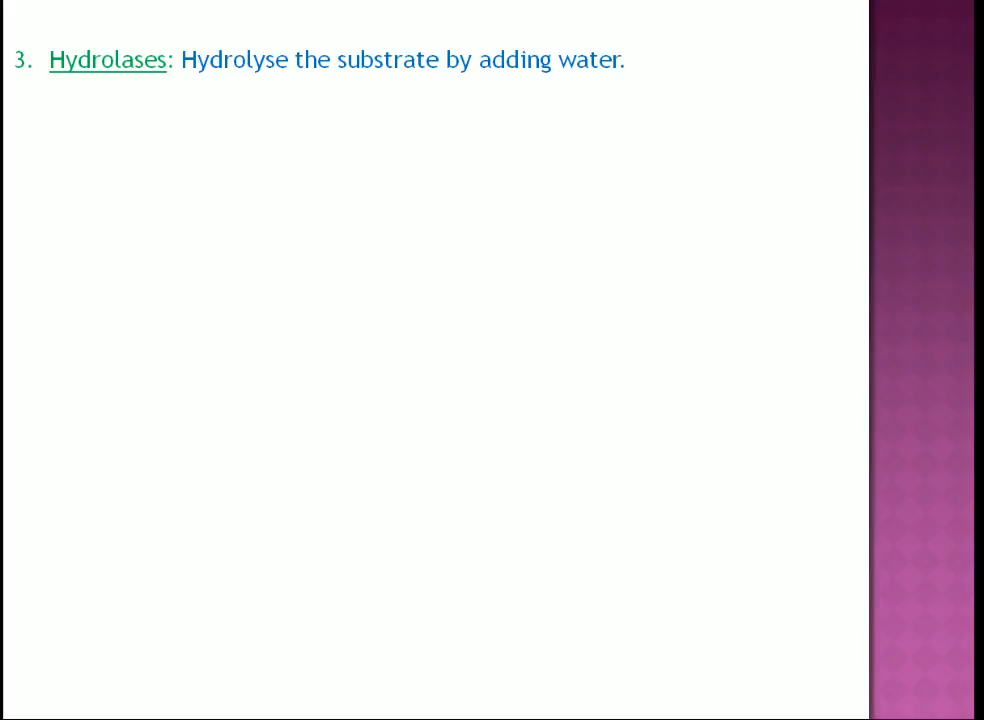 3. Hydrolases: Hydrolyse the substrate by adding water.